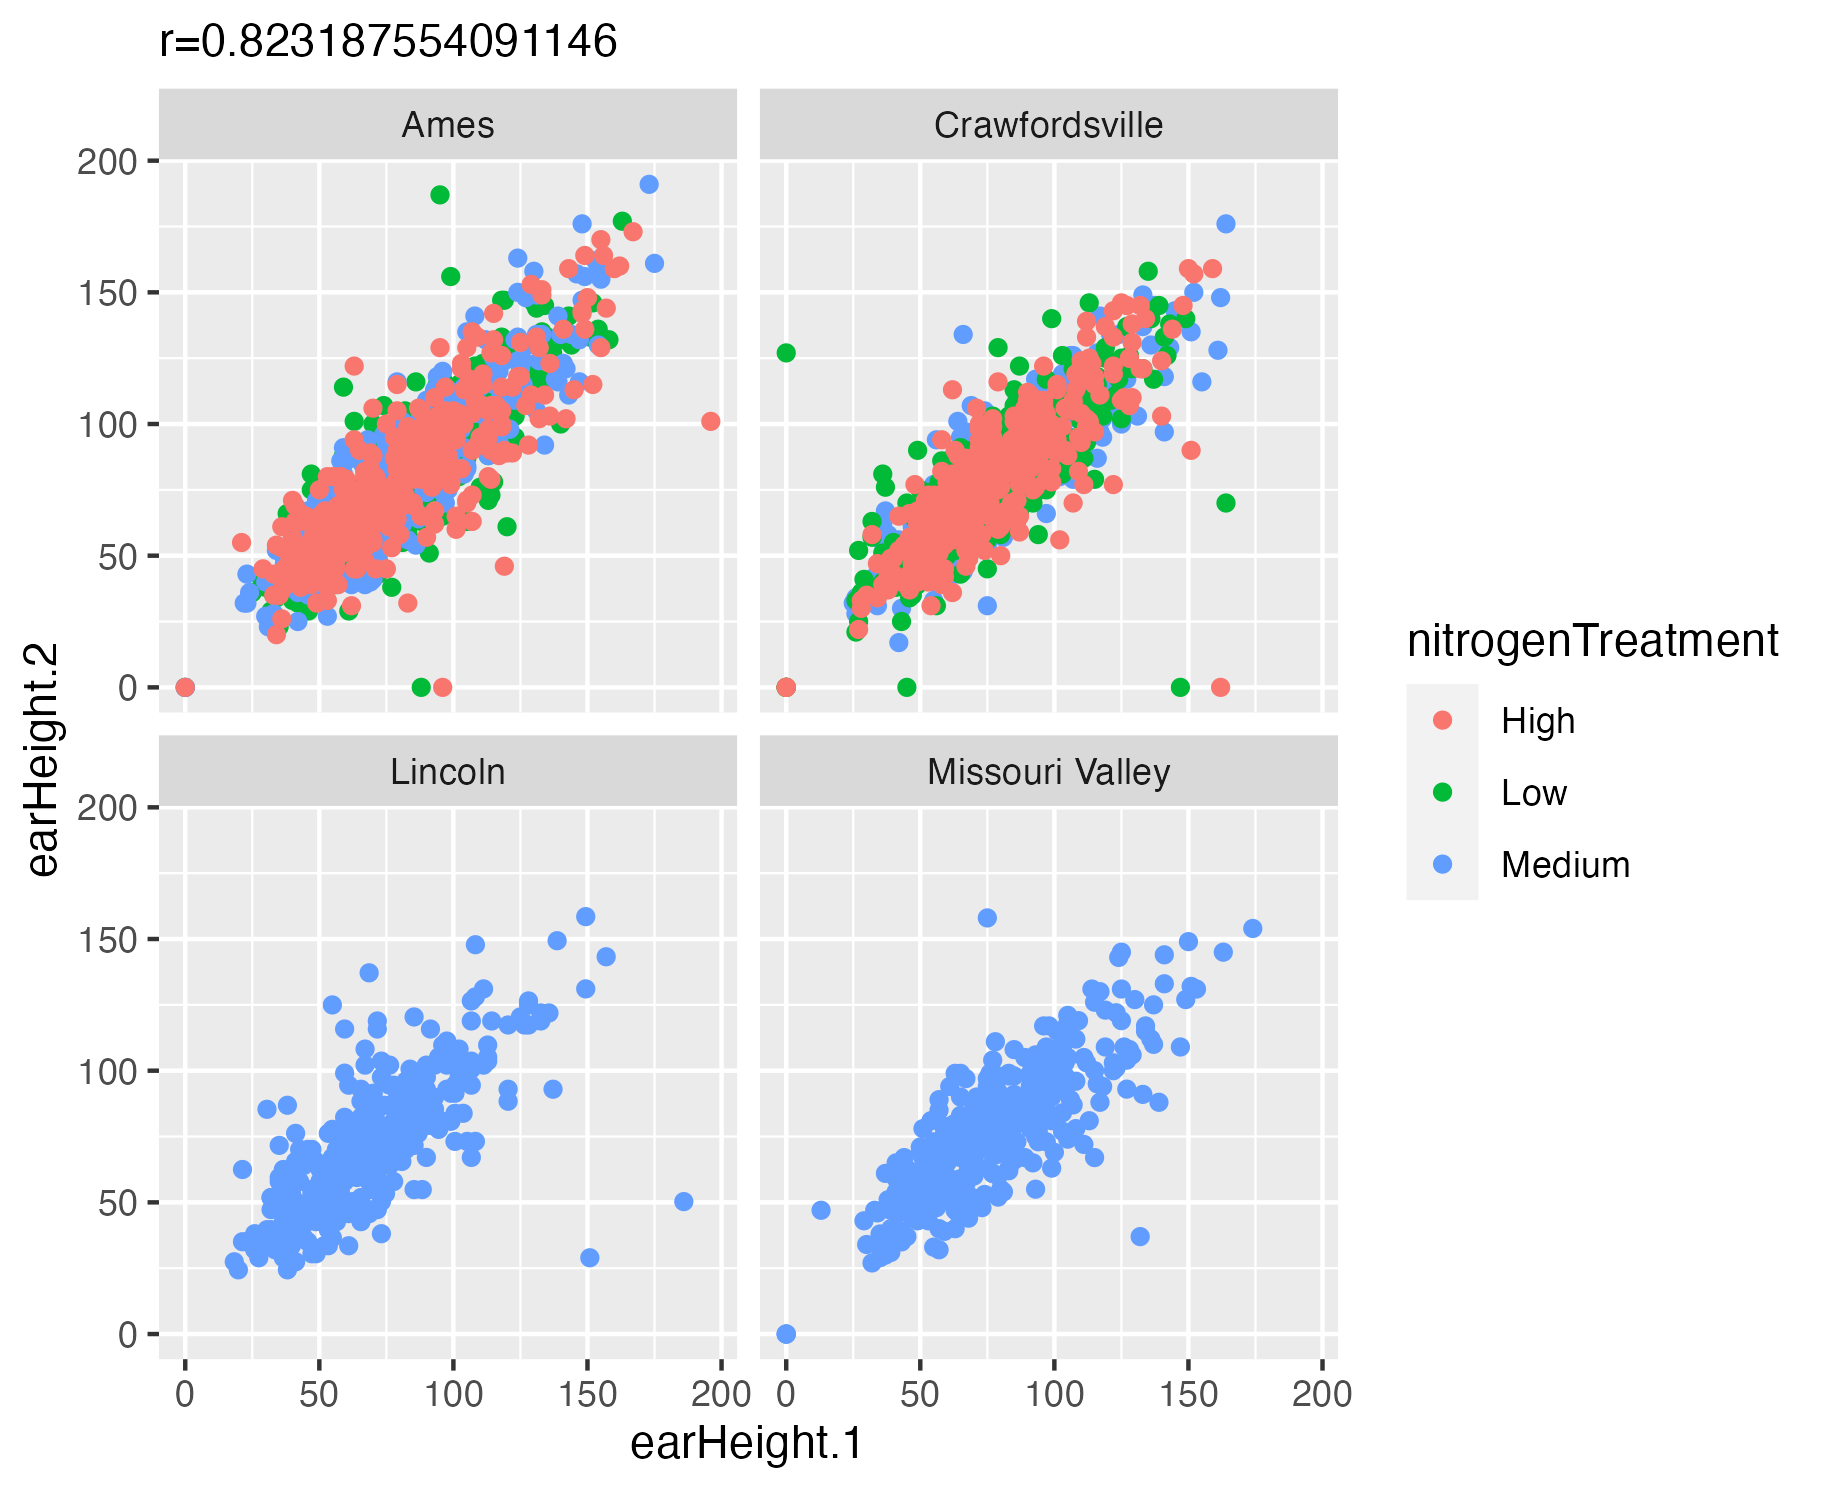 r=0.823187554091146
Ames
Crawfordsville
200
150
100
50
0
Lincoln
Missouri Valley
200
150
100
50
0
0 50 100 150 200 0 50 100 150 200
earHeight.1
earHeight.2
nitrogenTreatment
High
Low
Medium